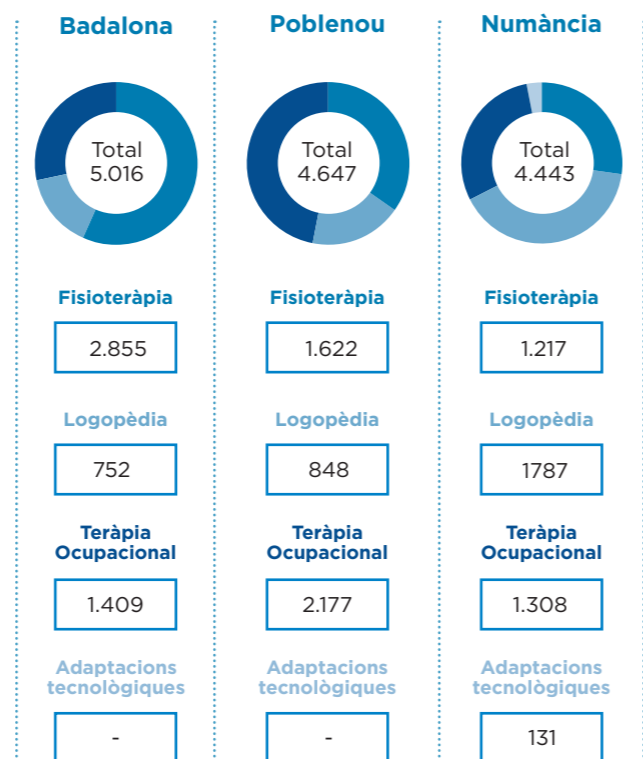 Badalona
Total
5.016
Fisioteràpia
2.855
Logopèdia
752
Teràpia
Ocupacional
1.409
Adaptacions
tecnològiques
-
Poblenou
Total
4.647
Fisioteràpia
1.622
Logopèdia
848
Teràpia
Ocupacional
2.177
Adaptacions
tecnològiques
-
Numància
Total
4.443
Fisioteràpia
1.217
Logopèdia
1787
Teràpia
Ocupacional
1.308
Adaptacions
tecnològiques
131